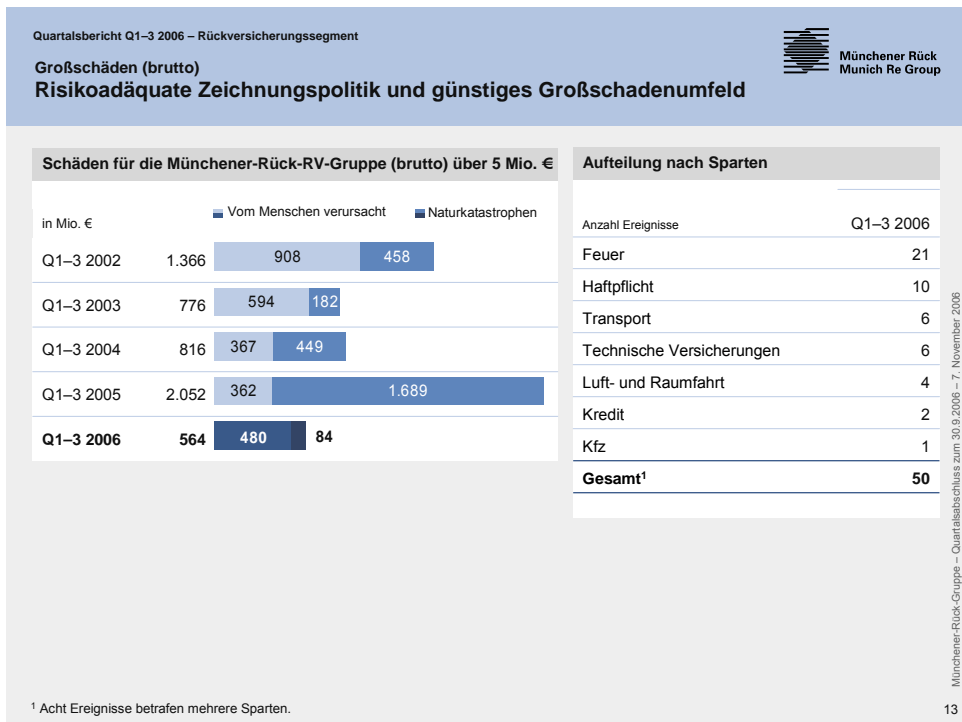 Quartalsbericht Q1–3 2006 – Rückversicherungssegment
Großschäden (brutto)
Risikoadäquate Zeichnungspolitik und günstiges Großschadenumfeld
Münchener Rück
Munich Re Group
Schäden für die Münchener-Rück-RV-Gruppe (brutto) über 5 Mio. €
in Mio. €
Vom Menschen verursacht Naturkatastrophen
Q1–3 2002 1.366 908 458
Q1–3 2003 776 594 182
Q1–3 2004 816 367 449
Q1–3 2005 2.052 362 1.689
Q1–3 2006 564 480 84
Aufteilung nach Sparten
Anzahl Ereignisse Q1–3 2006
Feuer 21
Haftpflicht 10
Transport 6
Technische Versicherungen 6
Luft- und Raumfahrt 4
Kredit 2
Kfz 1
Gesamt¹ 50
Münchener-Rück-Gruppe – Quartalsabschluss zum 30.9.2006 – 7. November 2006
¹ Acht Ereignisse betrafen mehrere Sparten.
13